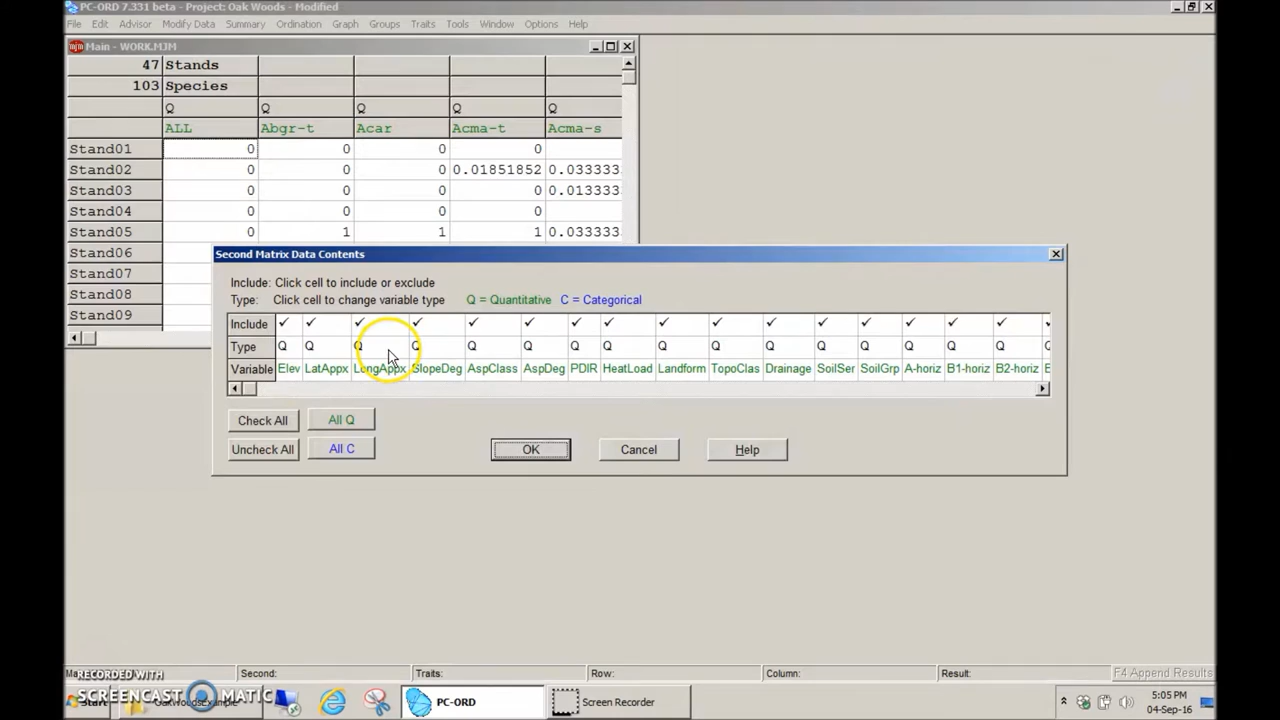 PC-ORD 7.331 beta - Project: Oak Woods - Modified
File Edit Advisor Modify Data Summary Ordination Graph Groups Traits Tools Window Options Help
Main - WORK.MJM
47 Stands
103 Species
Q Q Q Q Q
ALL Abgr-t Acar Acma-t Acma-s
Stand01 0 0 0 0
Stand02 0 0 0 0.01851852 0.033333
Stand03 0 0 0 0 0.013333
Stand04 0 0 0 0
Stand05 0 1 1 1 0.033333
Stand06
Stand07
Stand08
Stand09
Second Matrix Data Contents
Include: Click cell to include or exclude
Type: Click cell to change variable type Q = Quantitative C = Categorical
Include ✓ ✓ ✓ ✓ ✓ ✓ ✓ ✓ ✓ ✓ ✓ ✓ ✓ ✓ ✓ ✓
Type Q Q Q Q Q Q Q Q Q Q Q Q Q Q Q Q
Variable Elev LatAppx LongAppx SlopeDeg AspClass AspDeg PDIR HeatLoad Landform TopoClas Drainage SoilSer SoilGrp A-horiz B1-horiz B2-horiz
Check All All Q
Uncheck All All C
OK Cancel Help
Second: Traits: Row: Column: Result: F4 Append Results
RECORDED WITH
SCREENCAST MATIC
Start PC-ORD Screen Recorder
5:05 PM
04-Sep-16